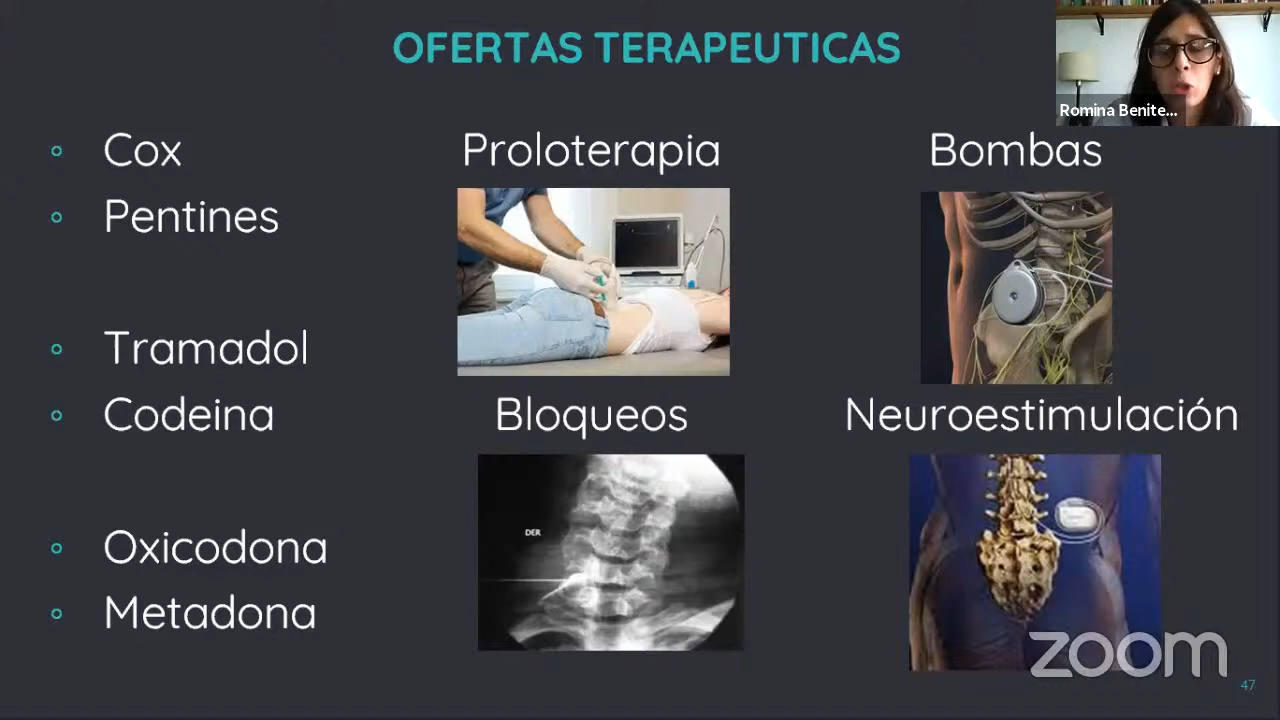 OFERTAS TERAPEUTICAS
Romina Benite...
Cox
Pentines
Tramadol
Codeina
Oxicodona
Metadona
Proloterapia
Bloqueos
DER
Bombas
Neuroestimulación
zoom
47